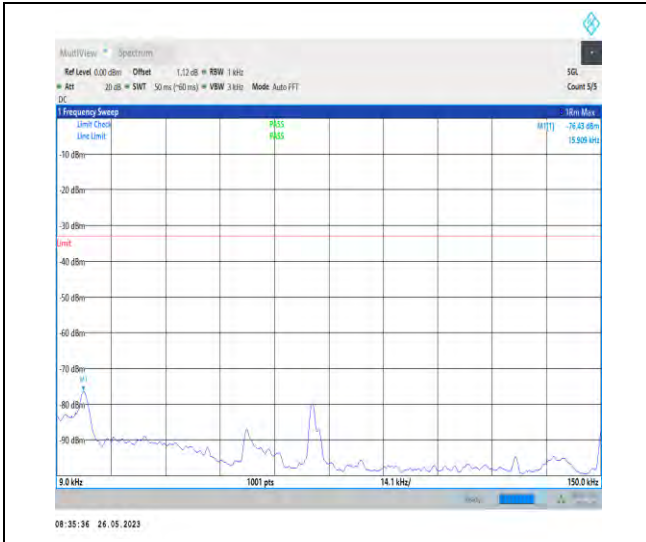 MultiView Spectrum
Ref Level 0.00 dBm Offset 1.12 dB RBW 1 kHz SGL
Att 20 dB SWT 50 ms (~60 ms) VBW 3 kHz Mode Auto FFT Count 5/5
DC
1 Frequency Sweep 1Rm Max
Limit Check PASS M1[1] -76.43 dBm
Line Limit PASS 15.909 kHz
-10 dBm
-20 dBm
-30 dBm
Limit
-40 dBm
-50 dBm
-60 dBm
-70 dBm
M1
-80 dBm
-90 dBm
9.0 kHz 1001 pts 14.1 kHz/ 150.0 kHz
Ready
08:35:36 26.05.2023